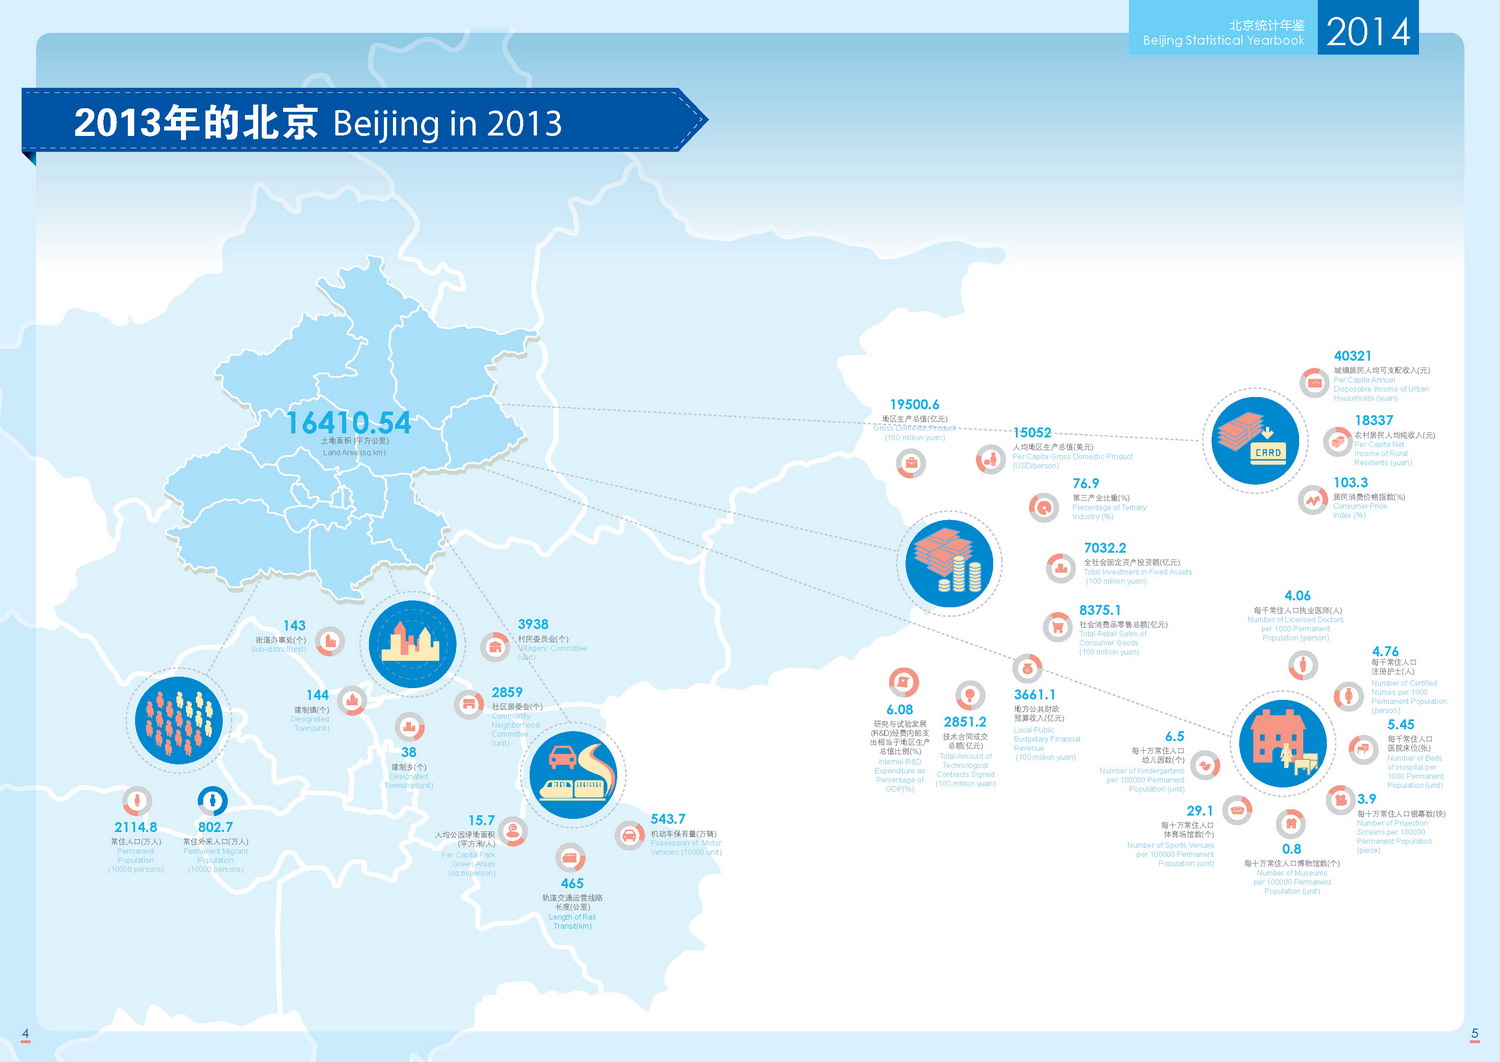 北京统计年鉴
Beijing Statistical Yearbook
2014
2013年的北京 Beijing in 2013
16410.54
土地面积 (平方公里)
Land Area (sq.km)
143
街道办事处(个)
Sub-district(unit)
144
建制镇(个)
Designated
Town(unit)
38
建制乡(个)
Designated
Township(unit)
3938
村民委员会(个)
Villagers' Committee
(unit)
2859
社区居委会(个)
Community
Neighborhood
Committee
(unit)
2114.8
常住人口(万人)
Permanent
Population
(10000 persons)
802.7
常住外来人口(万人)
Permanent Migrant
Population
(10000 persons)
15.7
人均公园绿地面积
(平方米/人)
Per Capita Park
Green Areas
(sq.m/person)
465
轨道交通运营线路
长度(公里)
Length of Rail
Transit(km)
543.7
机动车保有量(万辆)
Possession of Motor
Vehicles (10000 unit)
19500.6
地区生产总值(亿元)
Gross Domestic Product
(100 million yuan)
15052
人均地区生产总值(美元)
Per Capita Gross Domestic Product
(USD/person)
76.9
第三产业比重(%)
Percentage of Tertiary
Industry (%)
7032.2
全社会固定资产投资额(亿元)
Total Investment in Fixed Assets
(100 million yuan)
8375.1
社会消费品零售总额(亿元)
Total Retail Sales of
Consumer Goods
(100 million yuan)
3661.1
地方公共财政
预算收入(亿元)
Local Public
Budgetary Financial
Revenue
(100 million yuan)
2851.2
技术合同成交
总额(亿元)
Total Amount of
Technological
Contracts Signed
(100 million yuan)
6.08
研究与试验发展
(R&D)经费内部支
出相当于地区生产
总值比例(%)
Internal R&D
Expenditure as
Percentage of
GDP(%)
CARD
40321
城镇居民人均可支配收入(元)
Per Capita Annual
Disposable Income of Urban
Households (yuan)
18337
农村居民人均纯收入(元)
Per Capita Net
Income of Rural
Residents (yuan)
103.3
居民消费价格指数(%)
Consumer Price
Index (%)
4.06
每千常住人口执业医师(人)
Number of Licensed Doctors
per 1000 Permanent
Population (person)
4.76
每千常住人口
注册护士(人)
Number of Certified
Nurses per 1000
Permanent Population
(person)
5.45
每千常住人口
医院床位(张)
Number of Beds
of Hospital per
1000 Permanent
Population (unit)
3.9
每十万常住人口银幕数(块)
Number of Projection
Screens per 100000
Permanent Population
(piece)
0.8
每十万常住人口博物馆数(个)
Number of Museums
per 100000 Permanent
Population (unit)
29.1
每十万常住人口
体育场馆数(个)
Number of Sports Venues
per 100000 Permanent
Population (unit)
6.5
每十万常住人口
幼儿园数(个)
Number of Kindergartens
per 100000 Permanent
Population (unit)
4
5